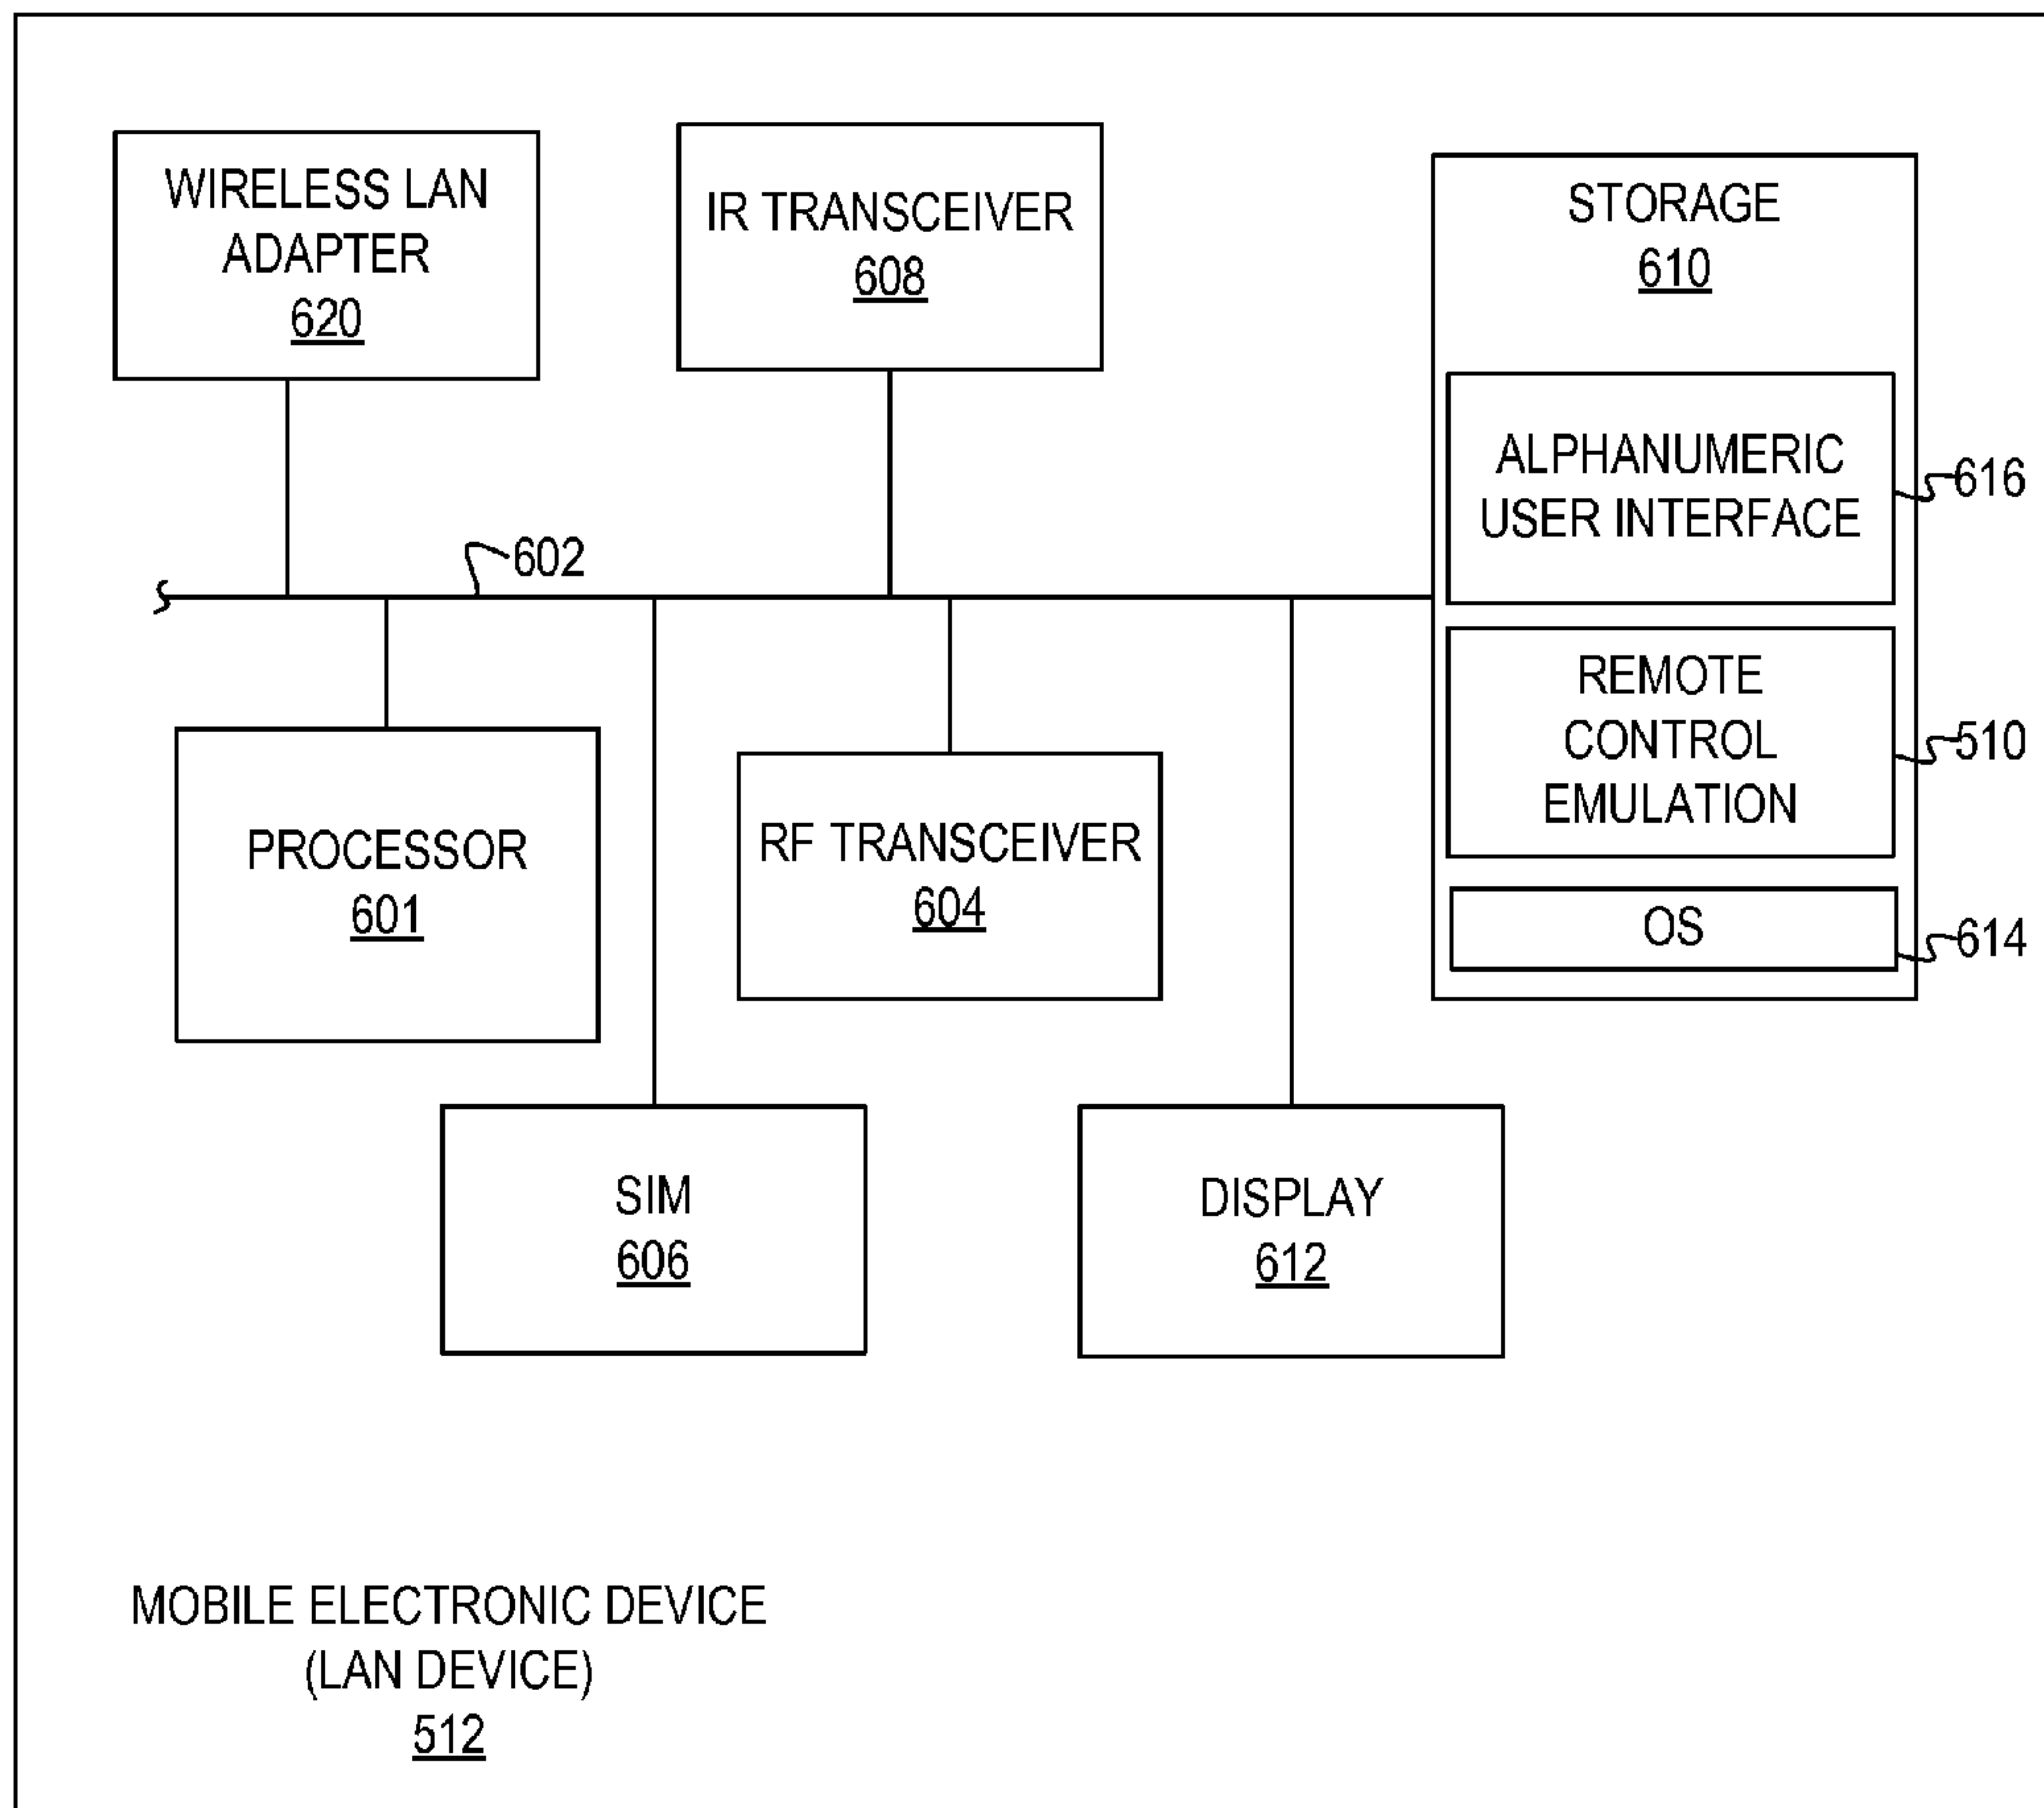 WIRELESS LAN
ADAPTER
620
IR TRANSCEIVER
608
STORAGE
610
ALPHANUMERIC
USER INTERFACE
616
602
REMOTE
CONTROL
EMULATION
510
PROCESSOR
601
RF TRANSCEIVER
604
OS
614
SIM
606
DISPLAY
612
MOBILE ELECTRONIC DEVICE
(LAN DEVICE)
512